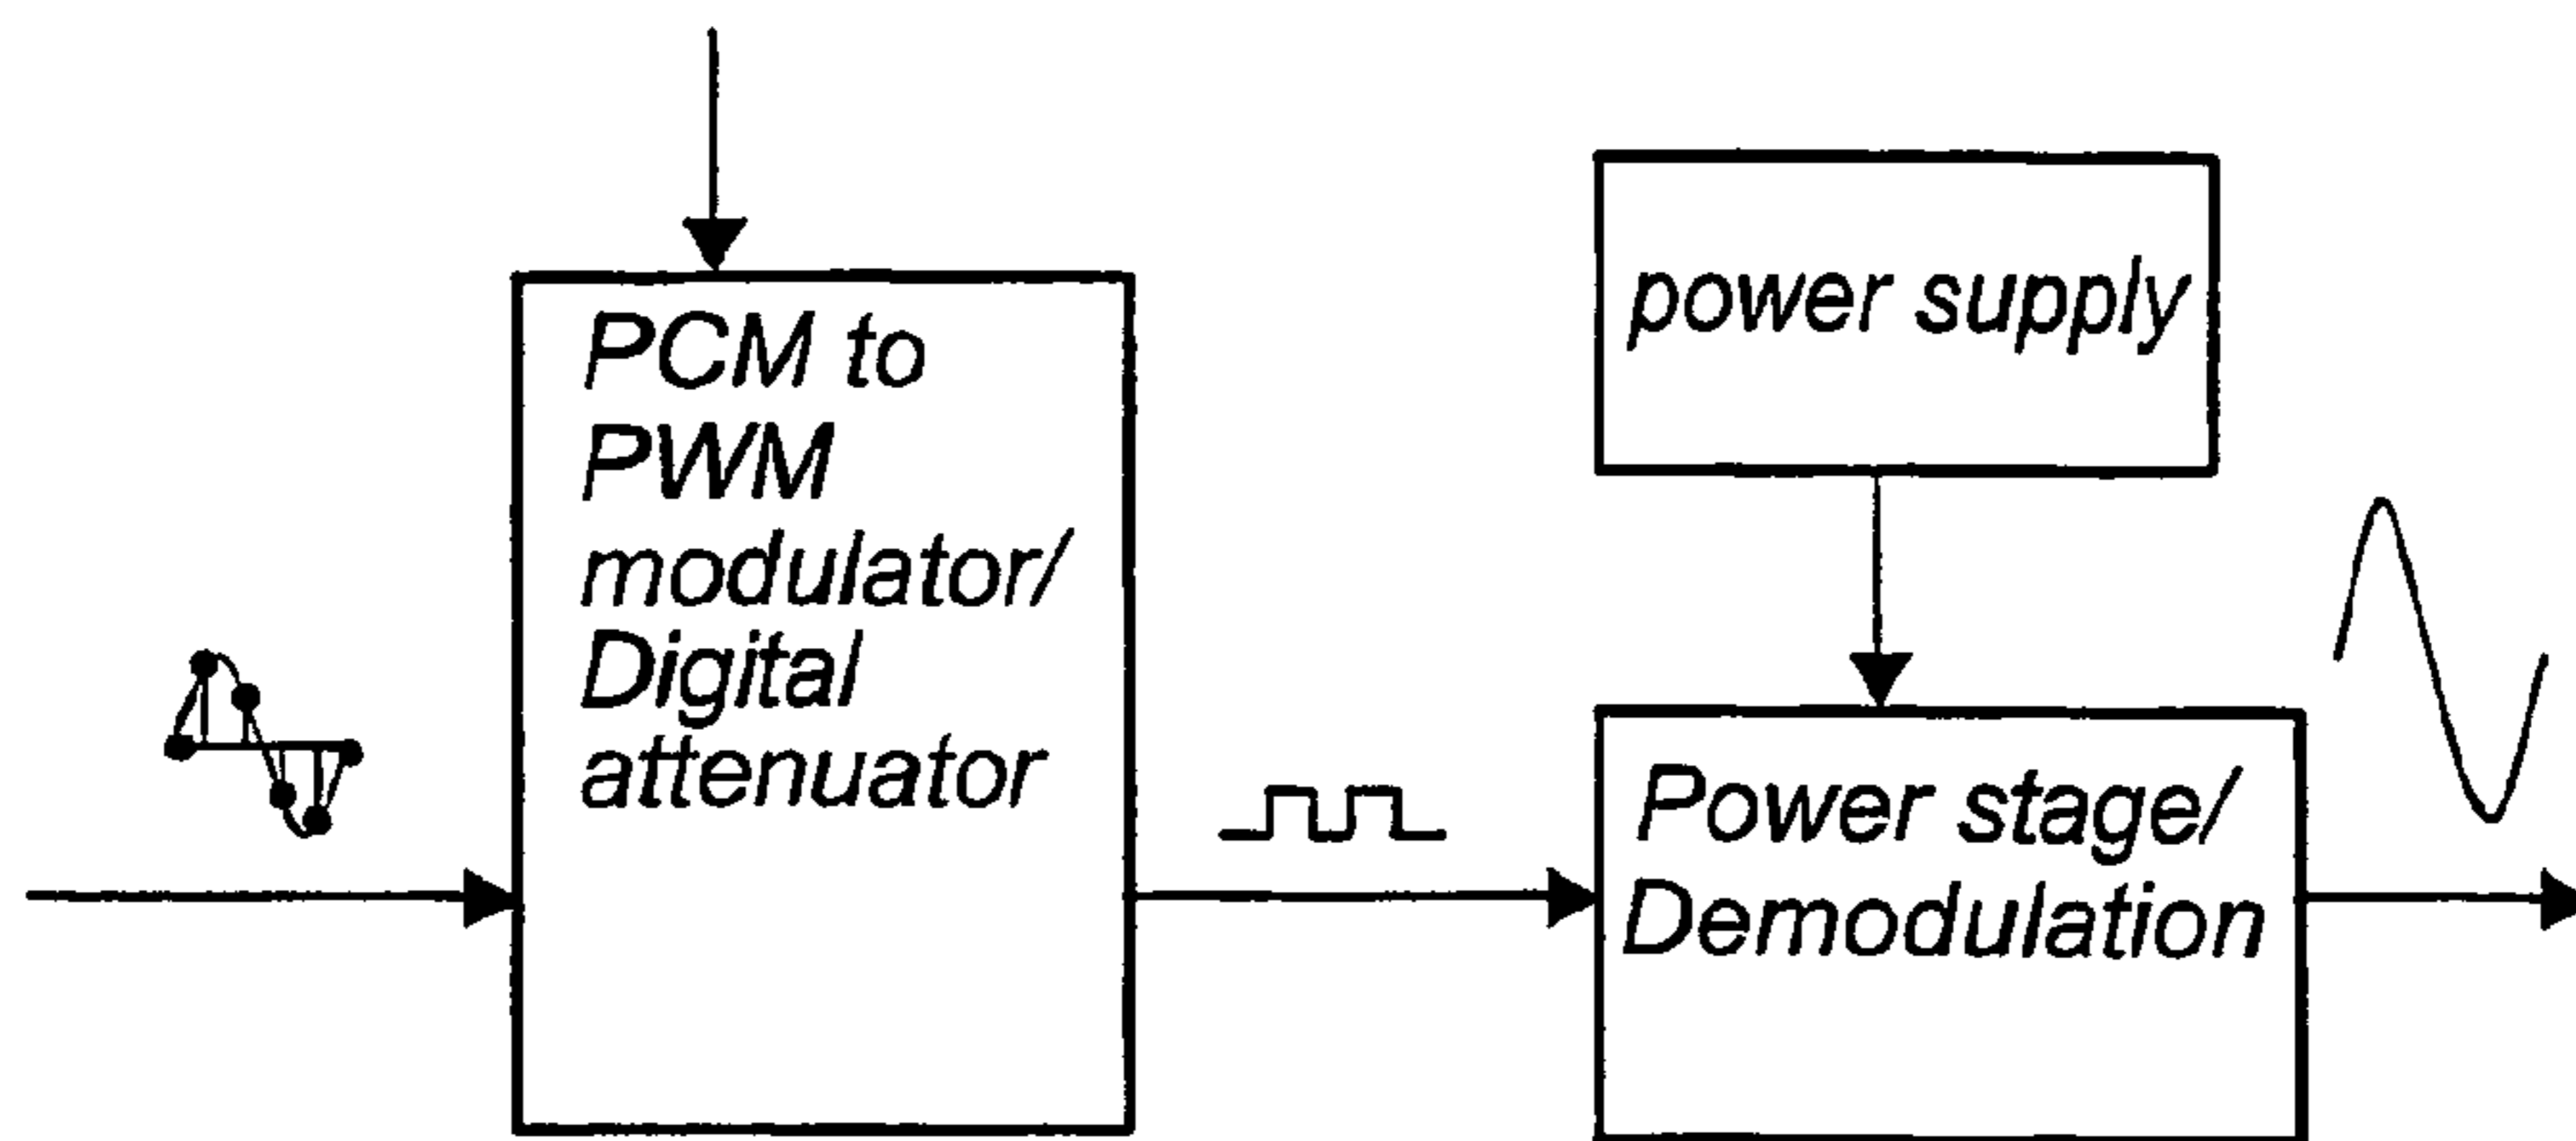 PCM to
PWM
modulator/
Digital
attenuator
power supply
Power stage/
Demodulation